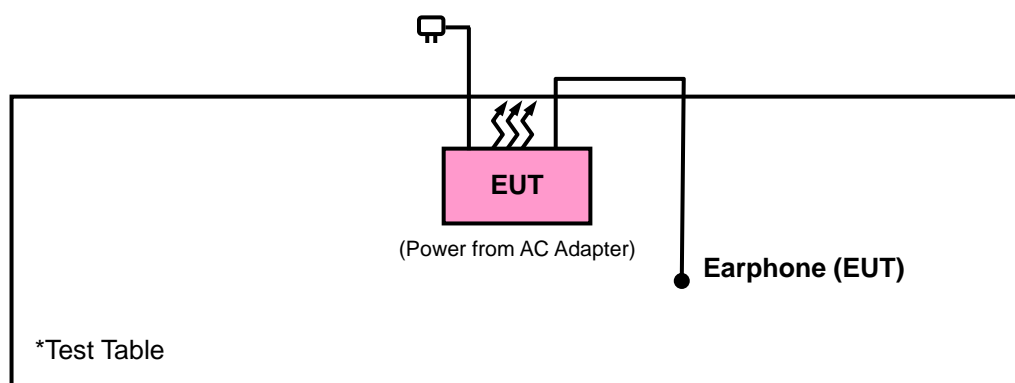 EUT
(Power from AC Adapter)
Earphone (EUT)
*Test Table